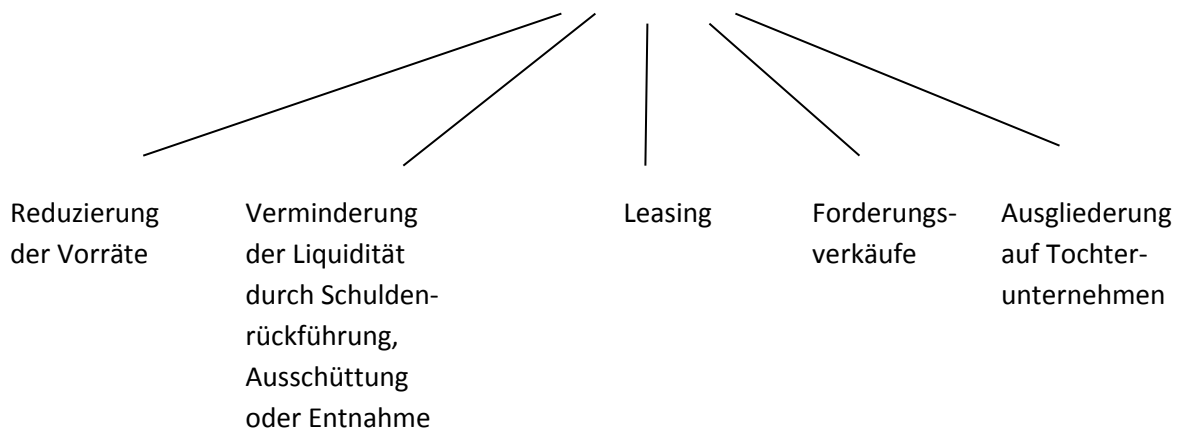 Reduzierung
der Vorräte
Verminderung
der Liquidität
durch Schulden-
rückführung,
Ausschüttung
oder Entnahme
Leasing
Forderungs-
verkäufe
Ausgliederung
auf Tochter-
unternehmen